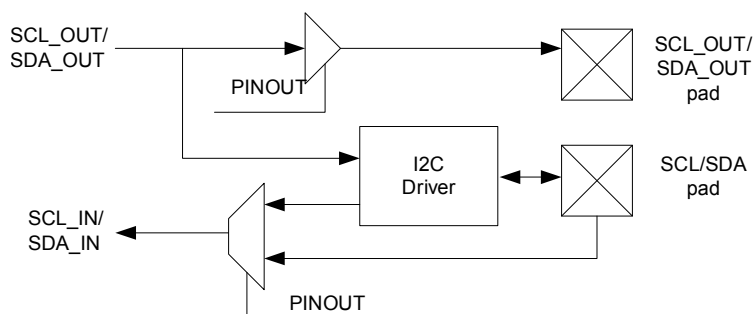 SCL_OUT/
SDA_OUT
PINOUT
SCL_OUT/
SDA_OUT
pad
I2C
Driver
SCL/SDA
pad
SCL_IN/
SDA_IN
PINOUT